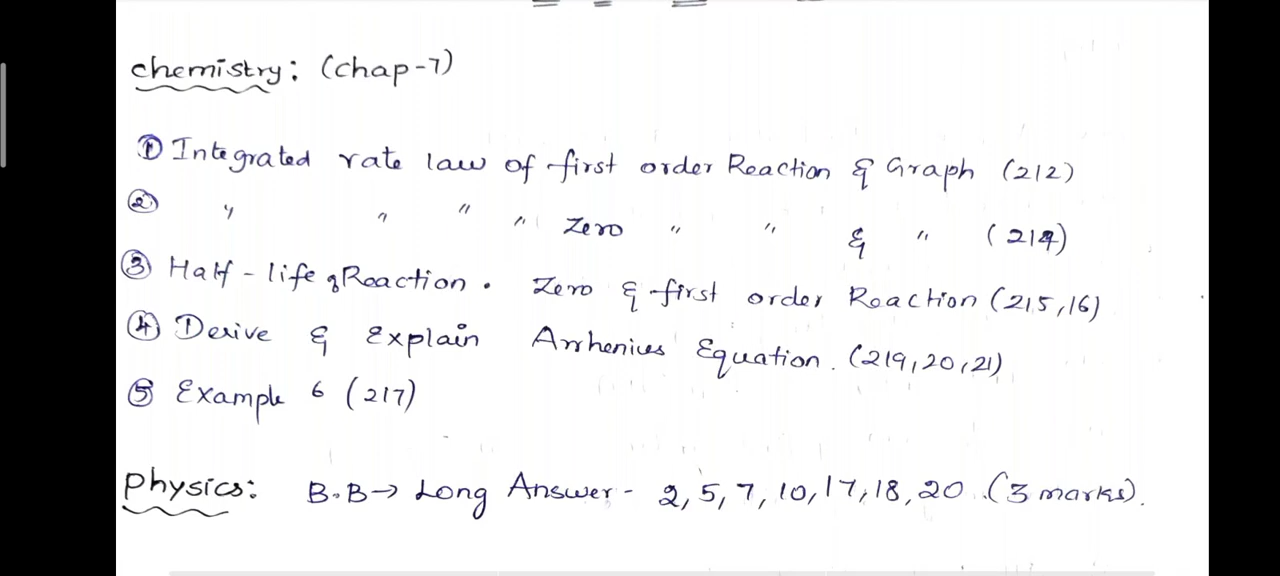 chemistry: (chap-7)
① Integrated rate law of first order Reaction & Graph (212)
② " " " " Zero " " & " (214)
③ Half-life of Reaction. Zero & first order Reaction (215,16)
④ Derive & Explain Arrhenius Equation. (219,20,21)
⑤ Example 6 (217)
Physics: B.B→ Long Answer - 2, 5, 7, 10, 17, 18, 20. (3 marks).